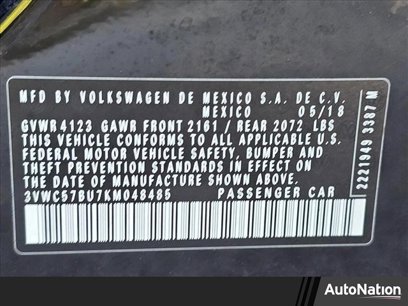 MFD BY VOLKSWAGEN DE MEXICO S.A. DE C.V.
MEXICO 05/18
GVWR 4123 GAWR FRONT 2161 / REAR 2072 LBS
THIS VEHICLE CONFORMS TO ALL APPLICABLE U.S.
FEDERAL MOTOR VEHICLE SAFETY, BUMPER AND
THEFT PREVENTION STANDARDS IN EFFECT ON THE
DATE OF MANUFACTURE SHOWN ABOVE.
3VWC57BU7KM048485 PASSENGER CAR
2221949 3387 M
AutoNation